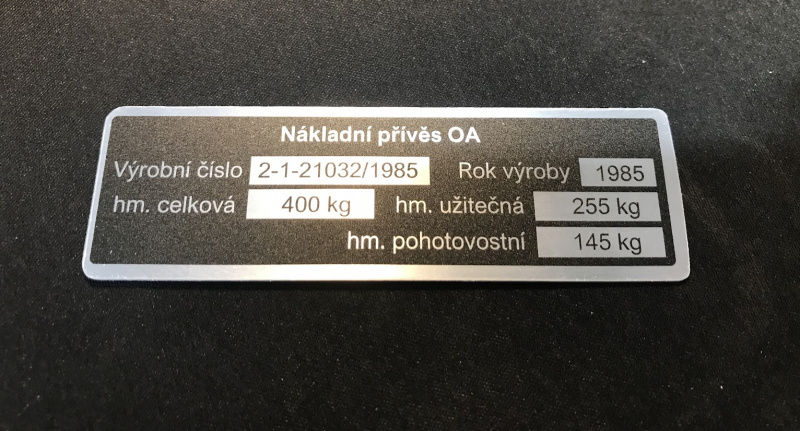 Nákladní přívěs OA
Výrobní číslo 2-1-21032/1985 Rok výroby 1985
hm. celková 400 kg hm. užitečná 255 kg
hm. pohotovostní 145 kg